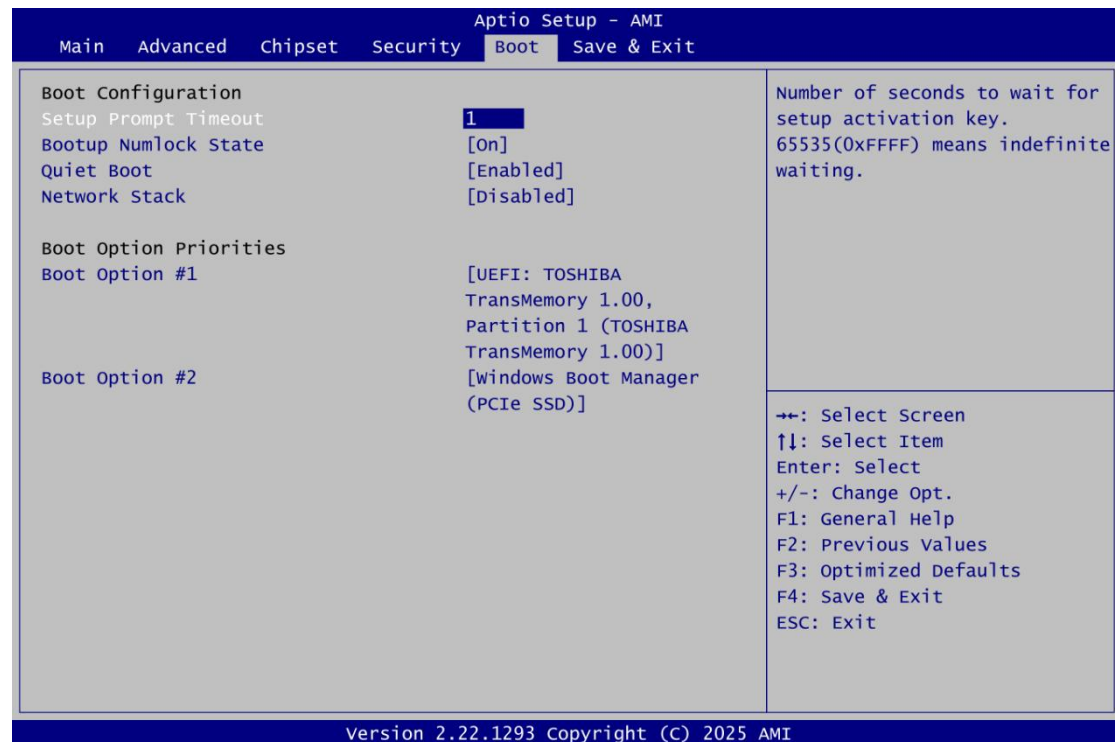 Aptio Setup - AMI
Main Advanced Chipset Security Boot Save & Exit
Boot Configuration
Setup Prompt Timeout 1
Bootup Numlock State [On]
Quiet Boot [Enabled]
Network Stack [Disabled]
Boot Option Priorities
Boot Option #1 [UEFI: TOSHIBA
TransMemory 1.00,
Partition 1 (TOSHIBA
TransMemory 1.00)]
Boot Option #2 [Windows Boot Manager
(PCIe SSD)]
Number of seconds to wait for
setup activation key.
65535(0xFFFF) means indefinite
waiting.
→←: Select Screen
↑↓: Select Item
Enter: Select
+/-: Change Opt.
F1: General Help
F2: Previous Values
F3: Optimized Defaults
F4: Save & Exit
ESC: Exit
Version 2.22.1293 Copyright (C) 2025 AMI